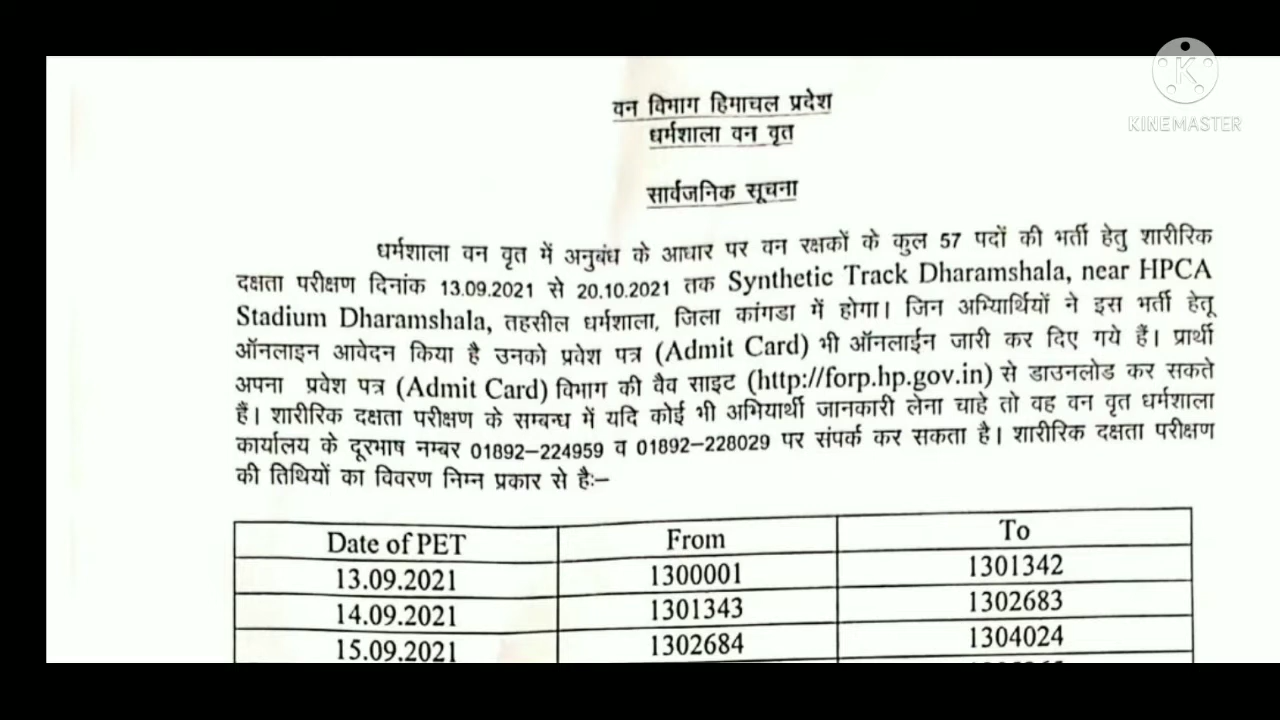 वन विभाग हिमाचल प्रदेश
धर्मशाला वन वृत
सार्वजनिक सूचना
धर्मशाला वन वृत में अनुबंध के आधार पर वन रक्षकों के कुल 57 पदों की भर्ती हेतु शारीरिक
दक्षता परीक्षण दिनांक 13.09.2021 से 20.10.2021 तक Synthetic Track Dharamshala, near HPCA
Stadium Dharamshala, तहसील धर्मशाला, जिला कांगडा में होगा। जिन अभ्यिार्थियों ने इस भर्ती हेतू
ऑनलाइन आवेदन किया है उनको प्रवेश पत्र (Admit Card) भी ऑनलाईन जारी कर दिए गये हैं। प्रार्थी
अपना प्रवेश पत्र (Admit Card) विभाग की वैव साइट (http://forp.hp.gov.in) से डाउनलोड कर सकते
हैं। शारीरिक दक्षता परीक्षण के सम्बन्ध में यदि कोई भी अभियार्थी जानकारी लेना चाहे तो वह वन वृत धर्मशाला
कार्यालय के दूरभाष नम्बर 01892–224959 व 01892–228029 पर संपर्क कर सकता है। शारीरिक दक्षता परीक्षण
की तिथियों का विवरण निम्न प्रकार से हैः–
Date of PET From To
13.09.2021 1300001 1301342
14.09.2021 1301343 1302683
15.09.2021 1302684 1304024
KINEMASTER